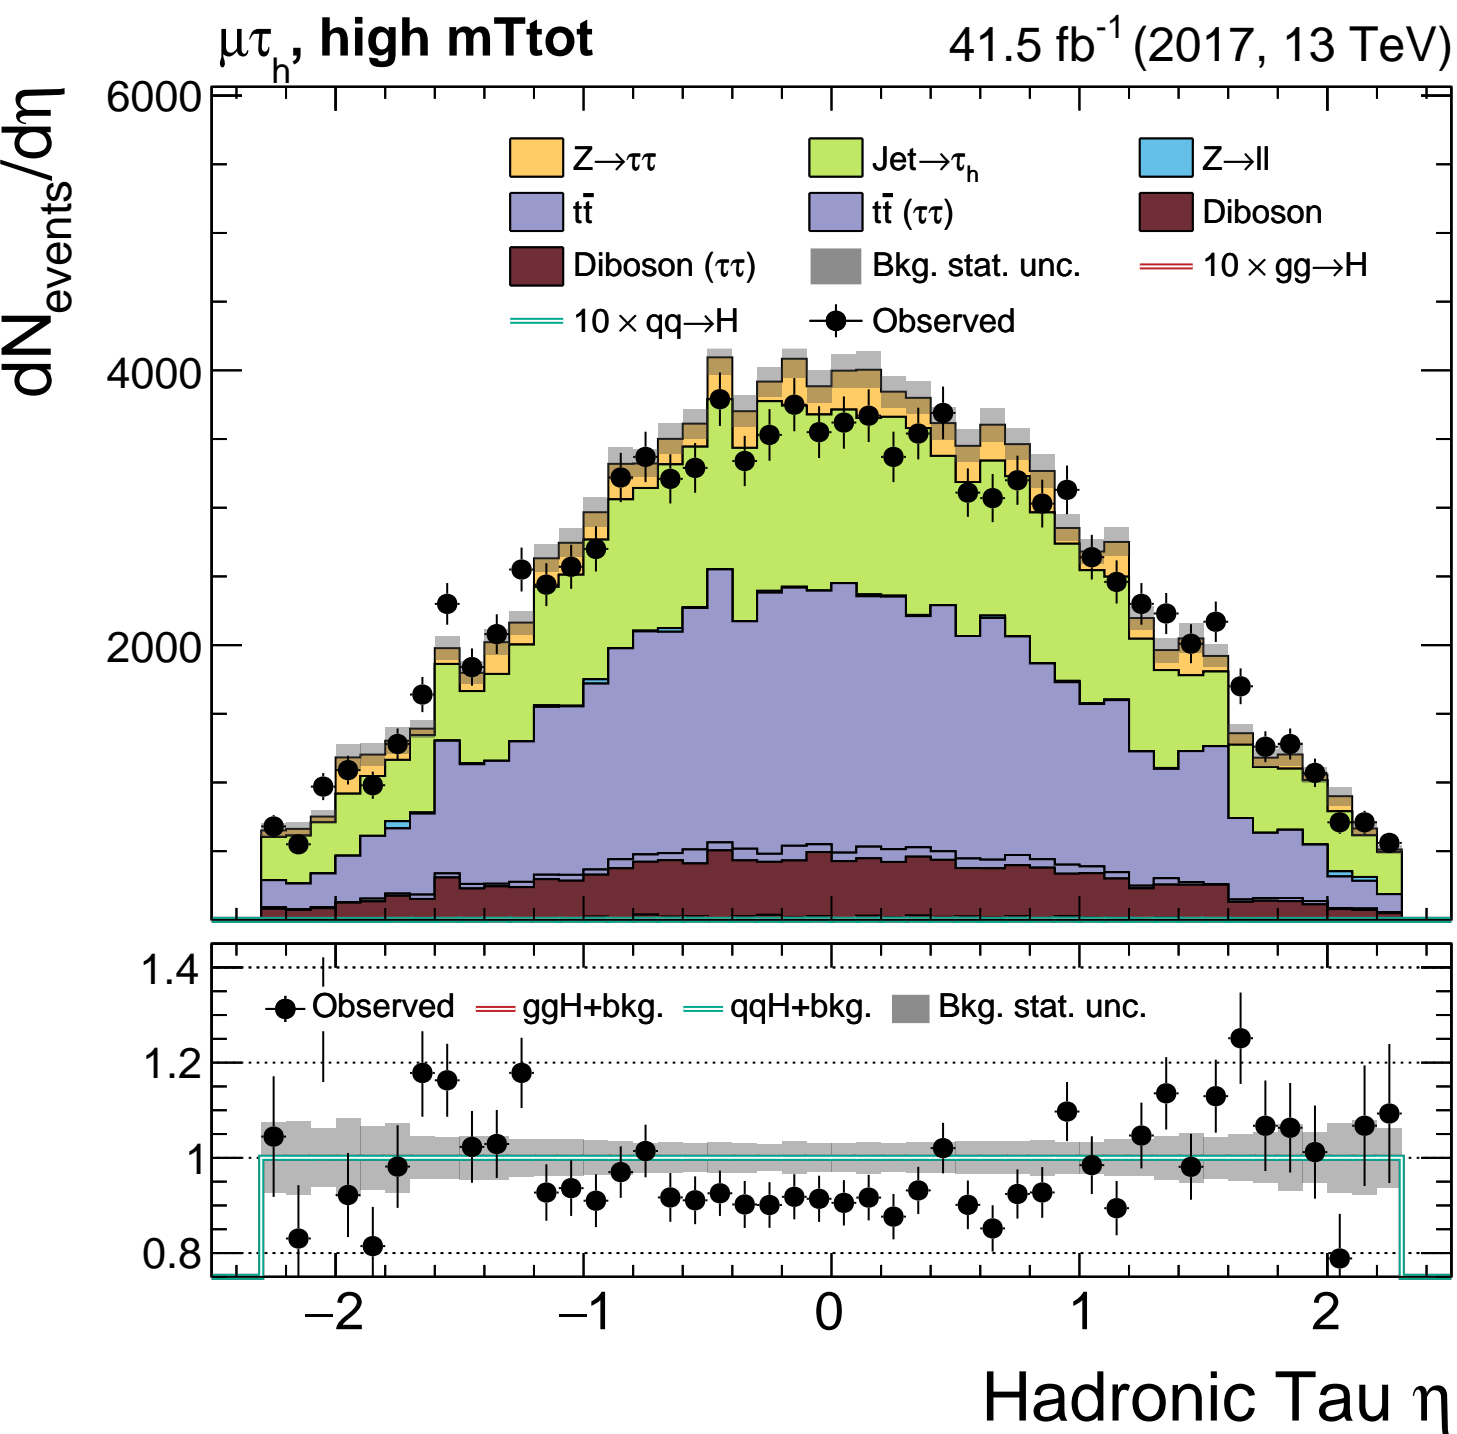 μτh, high mTtot
41.5 fb-1 (2017, 13 TeV)
dNevents/dη
6000
4000
2000
Z→ττ
Jet→τh
Z→ll
tt̄
tt̄ (ττ)
Diboson
Diboson (ττ)
Bkg. stat. unc.
10 × gg→H
10 × qq→H
Observed
1.4
1.2
1
0.8
Observed
ggH+bkg.
qqH+bkg.
Bkg. stat. unc.
−2
−1
0
1
2
Hadronic Tau η